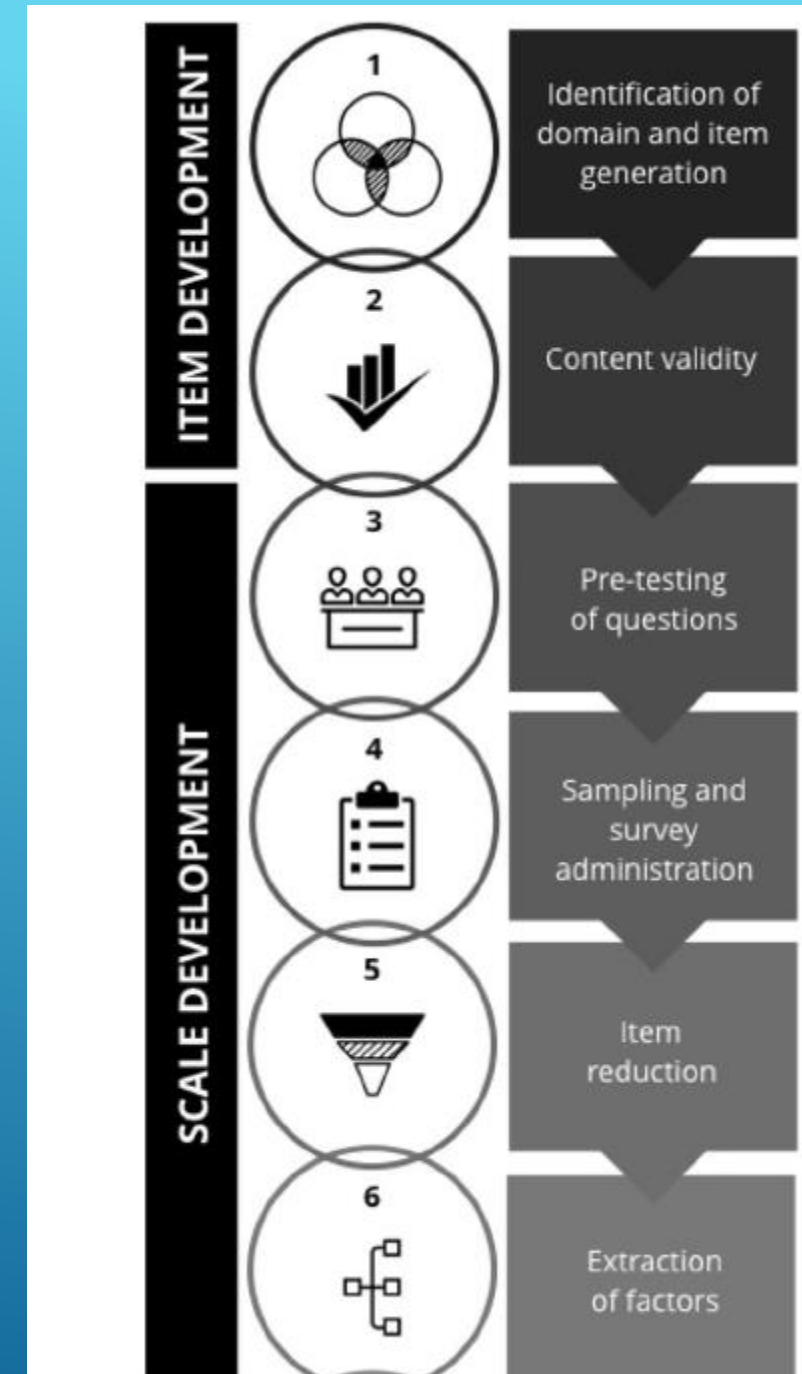 ITEM DEVELOPMENT
1
Identification of
domain and item
generation
2
Content validity
SCALE DEVELOPMENT
3
Pre-testing
of questions
4
Sampling and
survey
administration
5
Item
reduction
6
Extraction
of factors